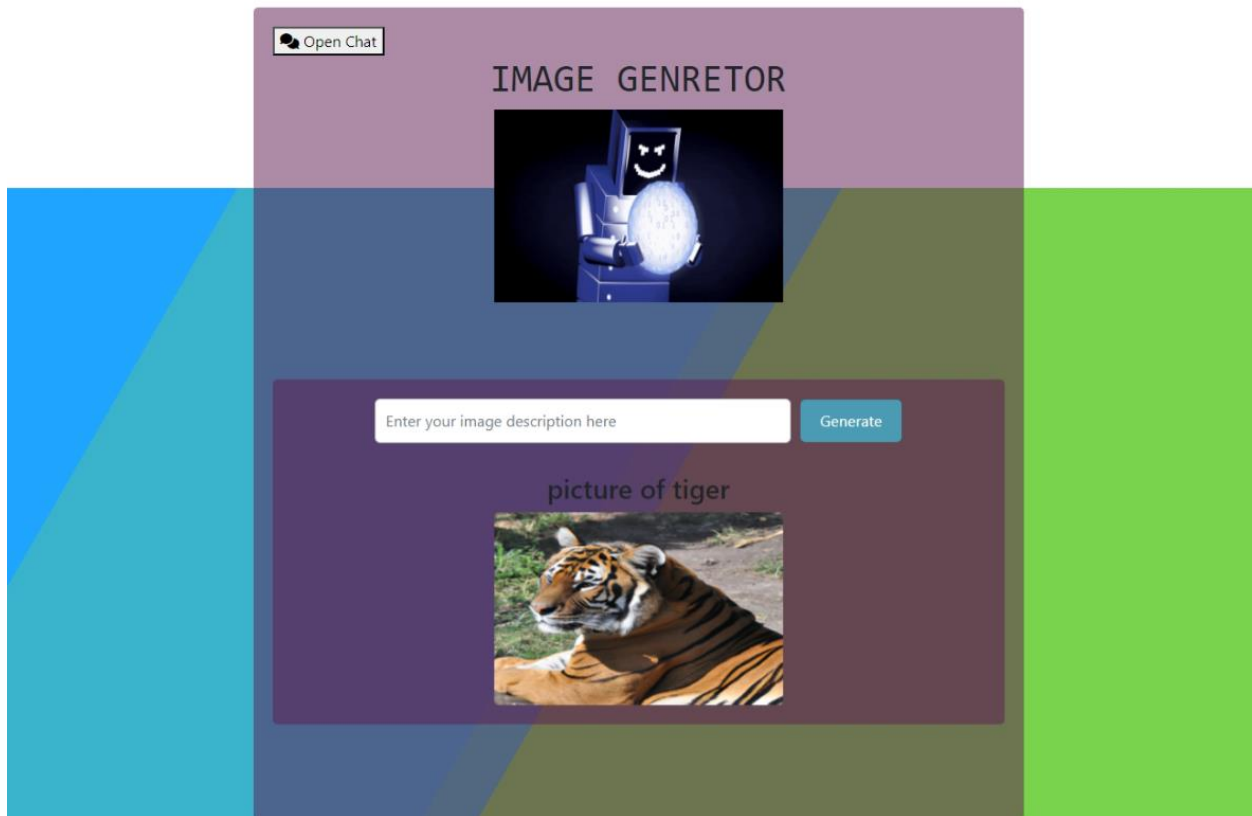 Open Chat
IMAGE GENRETOR
Enter your image description here
Generate
picture of tiger